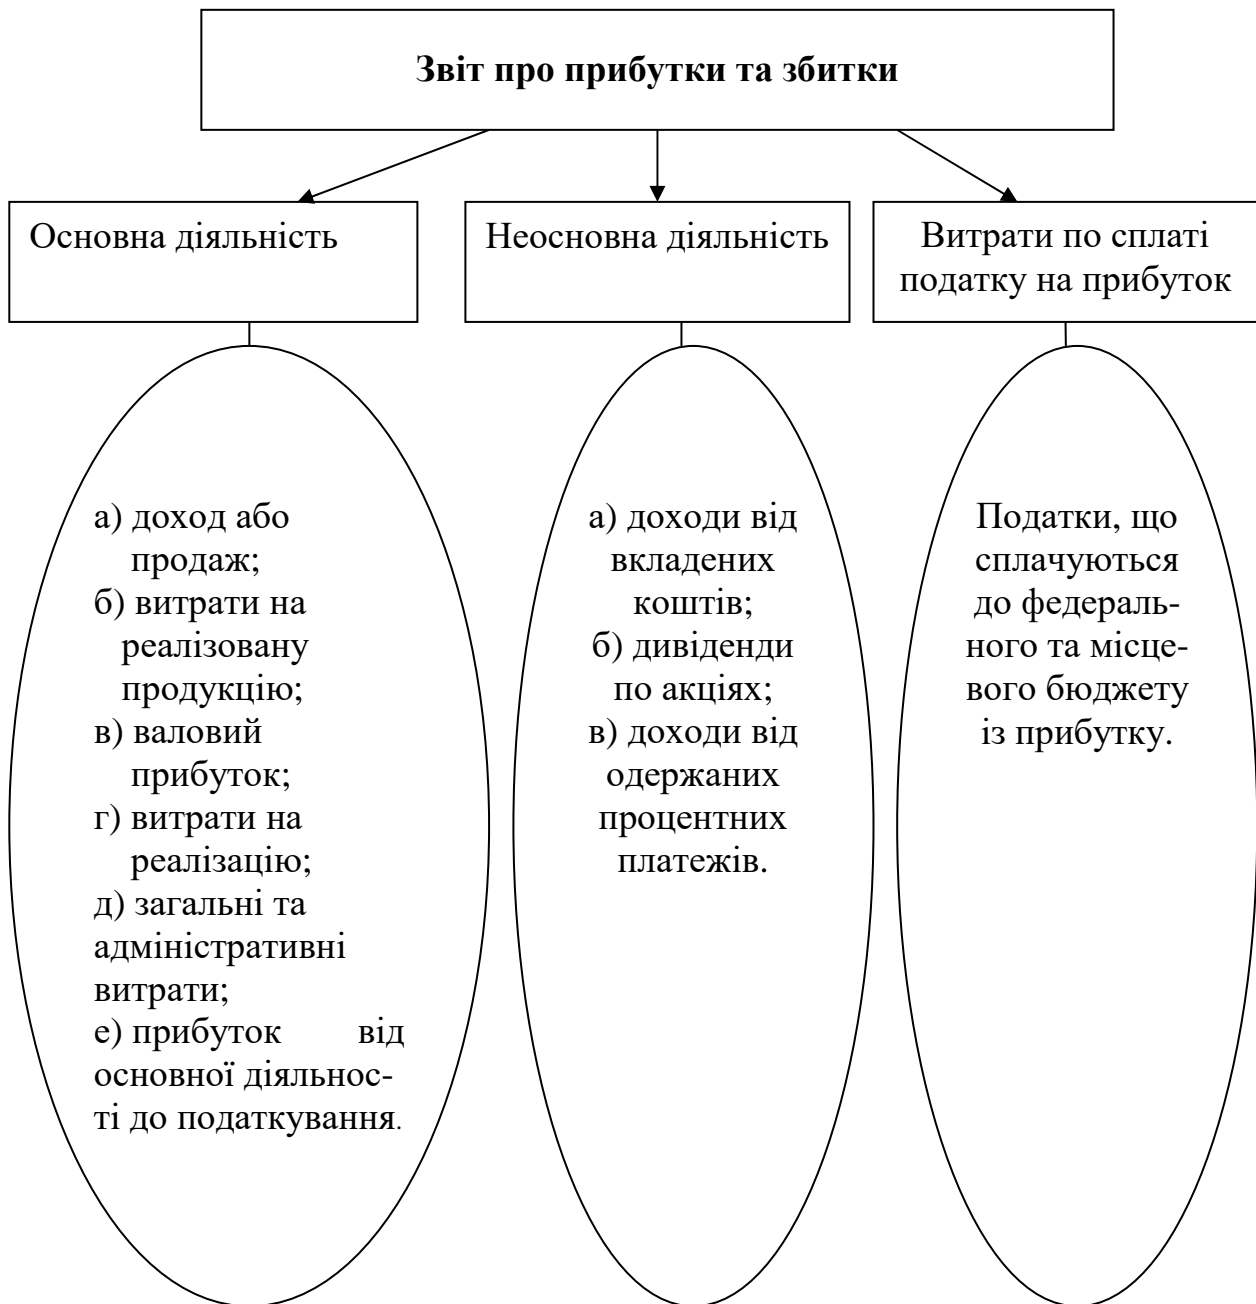 Звіт про прибутки та збитки
Основна діяльність
Неосновна діяльність
Витрати по сплаті
податку на прибуток
а) доход або
продаж;
б) витрати на
реалізовану
продукцію;
в) валовий
прибуток;
г) витрати на
реалізацію;
д) загальні та
адміністративні
витрати;
е) прибуток від
основної діяльнос-
ті до податкування.
а) доходи від
вкладених
коштів;
б) дивіденди
по акціях;
в) доходи від
одержаних
процентних
платежів.
Податки, що
сплачуються
до федераль-
ного та місце-
вого бюджету
із прибутку.